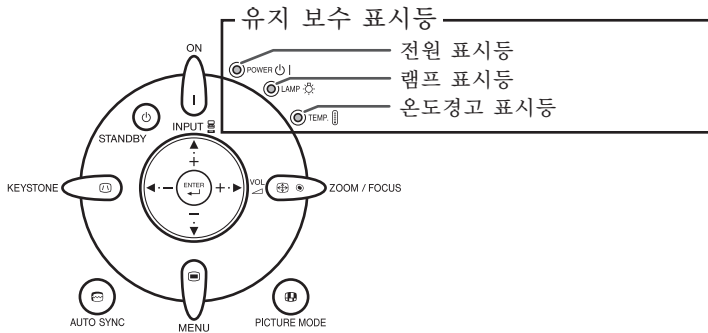 유지 보수 표시등
전원 표시등
램프 표시등
온도경고 표시등
ON
POWER
LAMP
TEMP.
STANDBY
INPUT
KEYSTONE
ENTER
VOL
ZOOM / FOCUS
AUTO SYNC
MENU
PICTURE MODE